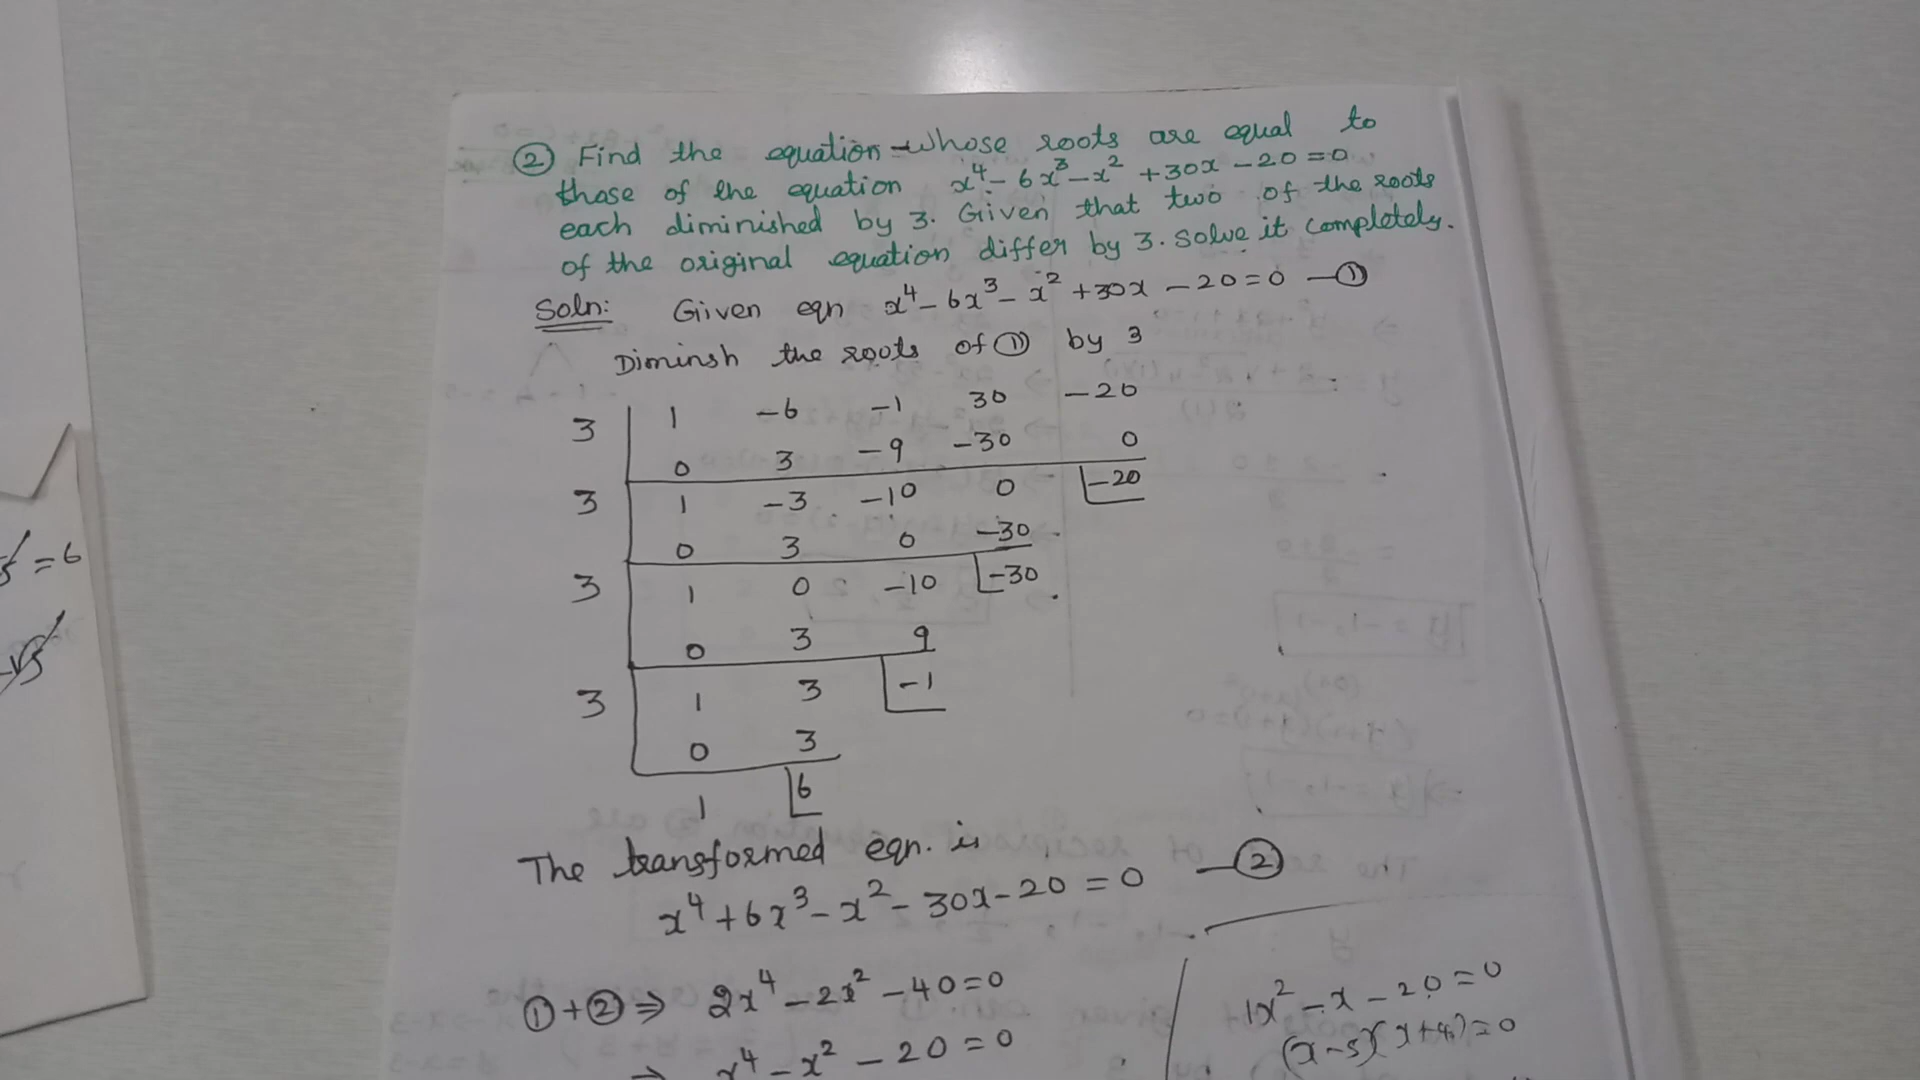 ② Find the equation whose roots are equal to
those of the equation x⁴ - 6x³ - x² + 30x - 20 = 0
each diminished by 3. Given that two of the roots
of the original equation differ by 3. Solve it completely.
Soln: Given eqn x⁴ - 6x³ - x² + 30x - 20 = 0 — ①
Diminsh the roots of ① by 3
3 | 1 -6 -1 30 -20
0 3 -9 -30 0
3 | 1 -3 -10 0 |-20
0 3 0 -30
3 | 1 0 -10 |-30
0 3 9
3 | 1 3 |-1
0 3
1 |6
The transformed eqn. is
x⁴ + 6x³ - x² - 30x - 20 = 0 — ②
① + ② ⇒ 2x⁴ - 2x² - 40 = 0
⇒ x⁴ - x² - 20 = 0
x² - x - 20 = 0
(x-5)(x+4) = 0
= 6